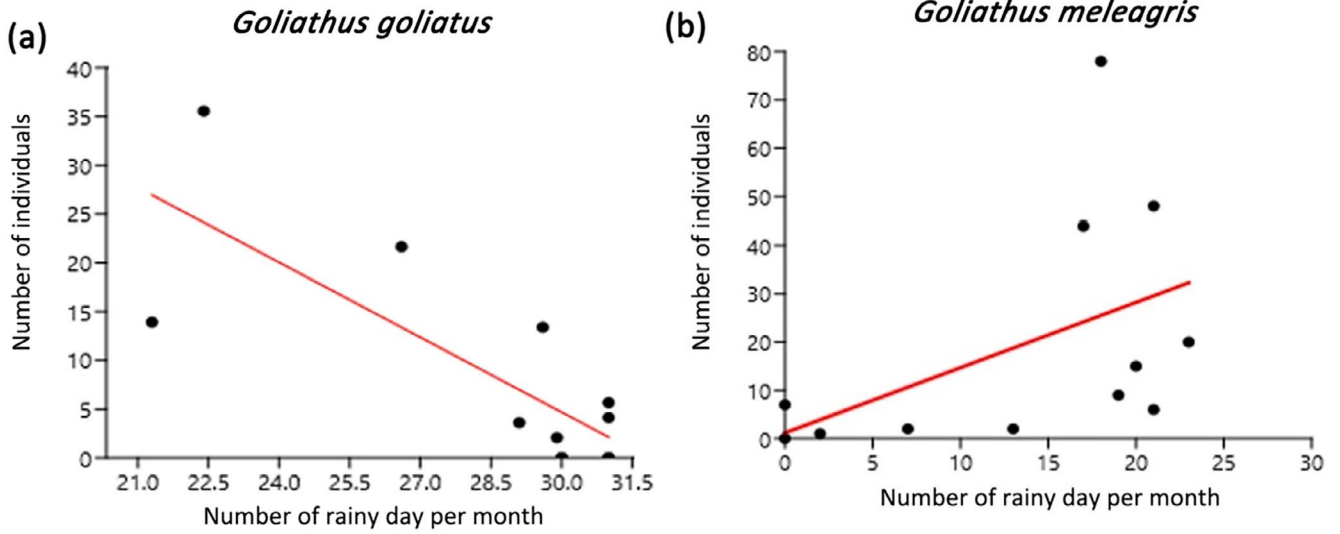 (a)
Goliathus goliatus
Number of individuals
40
35
30
25
20
15
10
5
0
21.0 22.5 24.0 25.5 27.0 28.5 30.0 31.5
Number of rainy day per month
(b)
Goliathus meleagris
Number of individuals
80
70
60
50
40
30
20
10
0
0 5 10 15 20 25 30
Number of rainy day per month